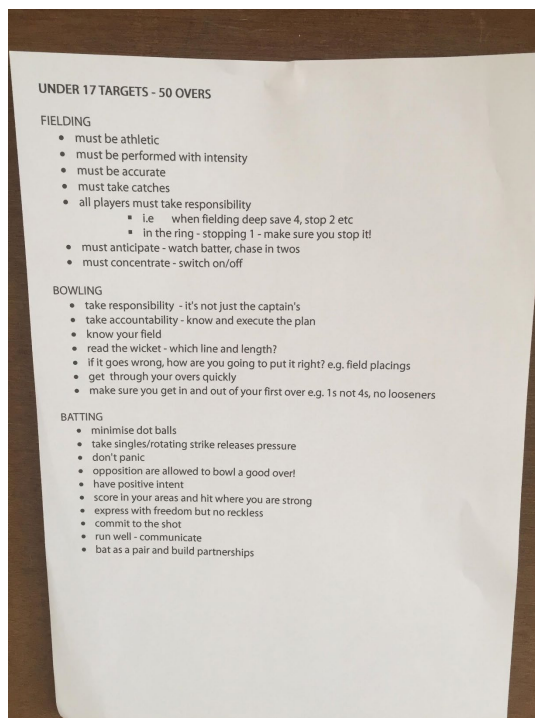 UNDER 17 TARGETS - 50 OVERS
FIELDING
• must be athletic
• must be performed with intensity
• must be accurate
• must take catches
• all players must take responsibility
▪ i.e when fielding deep save 4, stop 2 etc
▪ in the ring - stopping 1 - make sure you stop it!
• must anticipate - watch batter, chase in twos
• must concentrate - switch on/off
BOWLING
• take responsibility - it's not just the captain's
• take accountability - know and execute the plan
• know your field
• read the wicket - which line and length?
• if it goes wrong, how are you going to put it right? e.g. field placings
• get through your overs quickly
• make sure you get in and out of your first over e.g. 1s not 4s, no looseners
BATTING
• minimise dot balls
• take singles/rotating strike releases pressure
• don't panic
• opposition are allowed to bowl a good over!
• have positive intent
• score in your areas and hit where you are strong
• express with freedom but no reckless
• commit to the shot
• run well - communicate
• bat as a pair and build partnerships